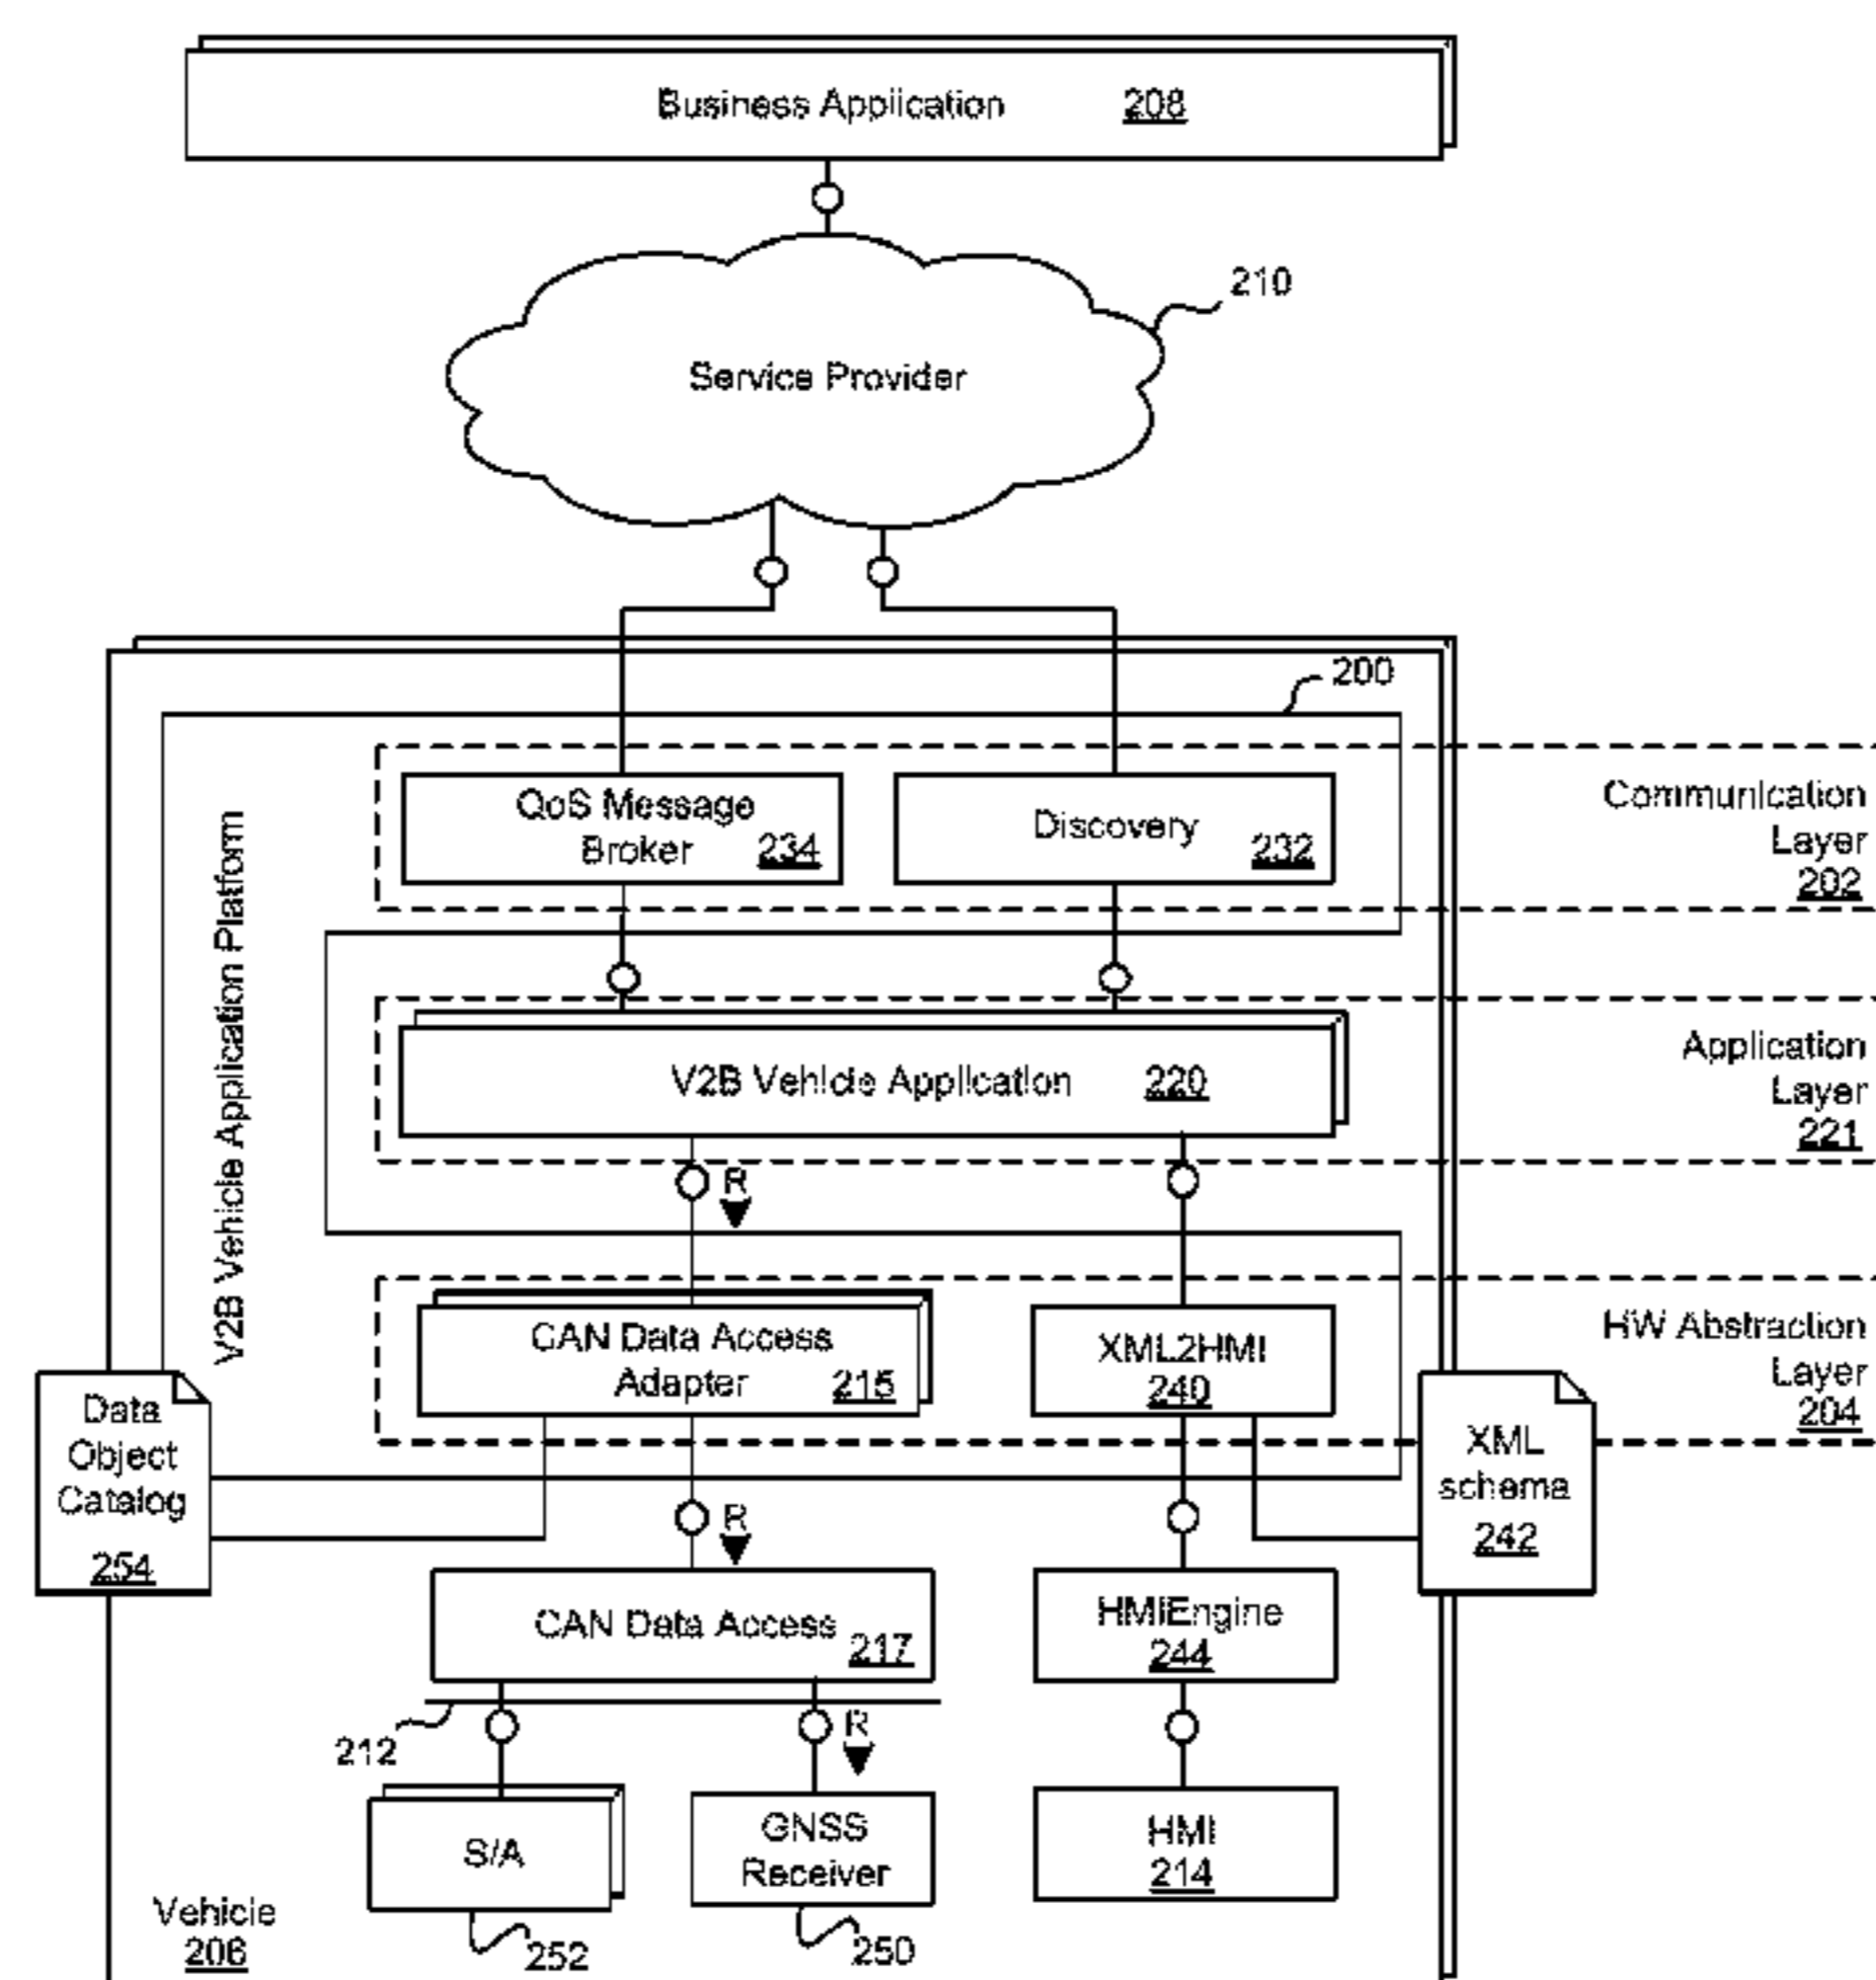 Business Application 208
210
Service Provider
200
QoS Message
Broker 234
Discovery 232
Communication
Layer
202
V2B Vehicle Application Platfom
V2B Vehicle Application 220
Application
Layer
221
R
CAN Data Access
Adapter 215
XML2HMI
240
HW Abstraction
Layer
204
Data
Object
Catalog
254
XML
schema
242
R
CAN Data Access 217
HMIEngine
244
212
R
S/A
GNSS
Receiver
HMI
214
Vehicle
206
252
250